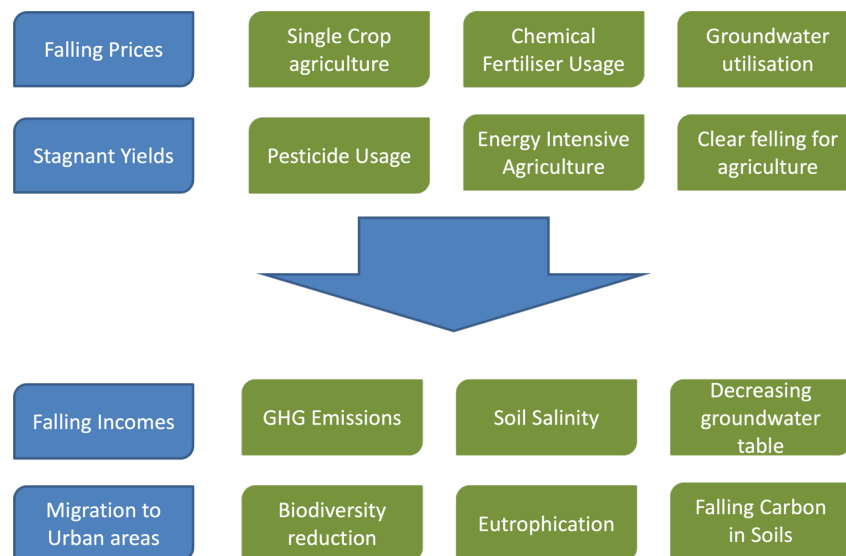 Falling Prices
Single Crop
agriculture
Chemical
Fertiliser Usage
Groundwater
utilisation
Stagnant Yields
Pesticide Usage
Energy Intensive
Agriculture
Clear felling for
agriculture
Falling Incomes
GHG Emissions
Soil Salinity
Decreasing
groundwater
table
Migration to
Urban areas
Biodiversity
reduction
Eutrophication
Falling Carbon
in Soils